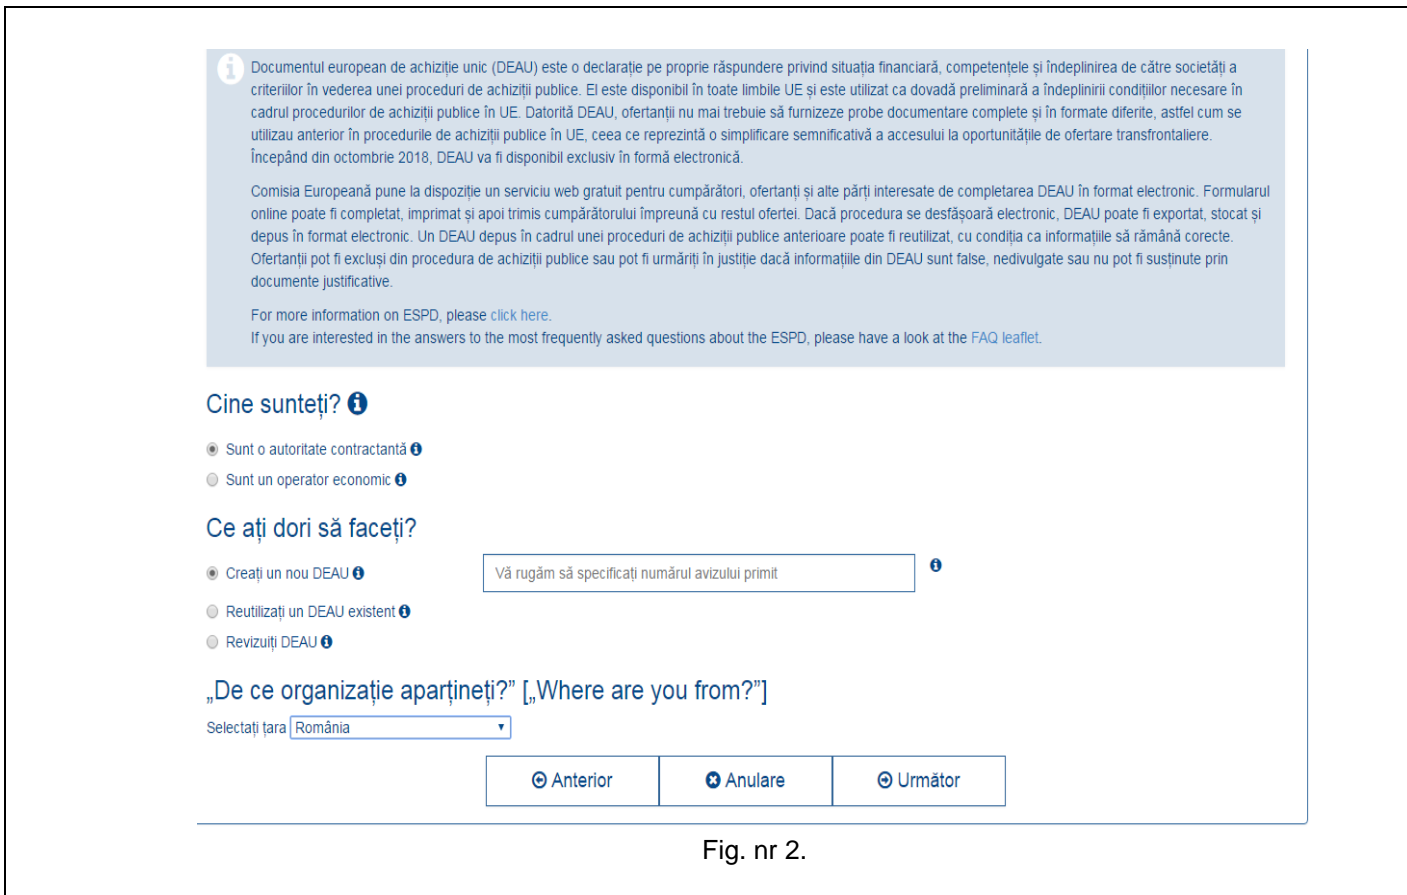 Documentul european de achiziție unic (DEAU) este o declarație pe proprie răspundere privind situația financiară, competențele și îndeplinirea de către societăți a
criteriilor în vederea unei proceduri de achiziții publice. El este disponibil în toate limbile UE și este utilizat ca dovadă preliminară a îndeplinirii condițiilor necesare în
cadrul procedurilor de achiziții publice în UE. Datorită DEAU, ofertanții nu mai trebuie să furnizeze probe documentare complete și în formate diferite, astfel cum se
utilizau anterior în procedurile de achiziții publice în UE, ceea ce reprezintă o simplificare semnificativă a accesului la oportunitățile de ofertare transfrontaliere.
Începând din octombrie 2018, DEAU va fi disponibil exclusiv în formă electronică.
Comisia Europeană pune la dispoziție un serviciu web gratuit pentru cumpărători, ofertanți și alte părți interesate de completarea DEAU în format electronic. Formularul
online poate fi completat, imprimat și apoi trimis cumpărătorului împreună cu restul ofertei. Dacă procedura se desfășoară electronic, DEAU poate fi exportat, stocat și
depus în format electronic. Un DEAU depus în cadrul unei proceduri de achiziții publice anterioare poate fi reutilizat, cu condiția ca informațiile să rămână corecte.
Ofertanții pot fi excluși din procedura de achiziții publice sau pot fi urmăriți în justiție dacă informațiile din DEAU sunt false, nedivulgate sau nu pot fi susținute prin
documente justificative.
For more information on ESPD, please click here.
If you are interested in the answers to the most frequently asked questions about the ESPD, please have a look at the FAQ leaflet.
Cine sunteți?
Sunt o autoritate contractantă
Sunt un operator economic
Ce ați dori să faceți?
Creați un nou DEAU
Vă rugăm să specificați numărul avizului primit
Reutilizați un DEAU existent
Revizuiți DEAU
„De ce organizație aparțineți?” [„Where are you from?”]
Selectați țara România
Anterior Anulare Următor
Fig. nr 2.